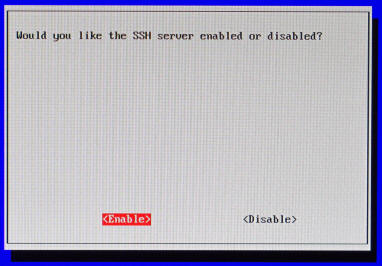 Would you like the SSH server enabled or disabled?
<Enable>
<Disable>